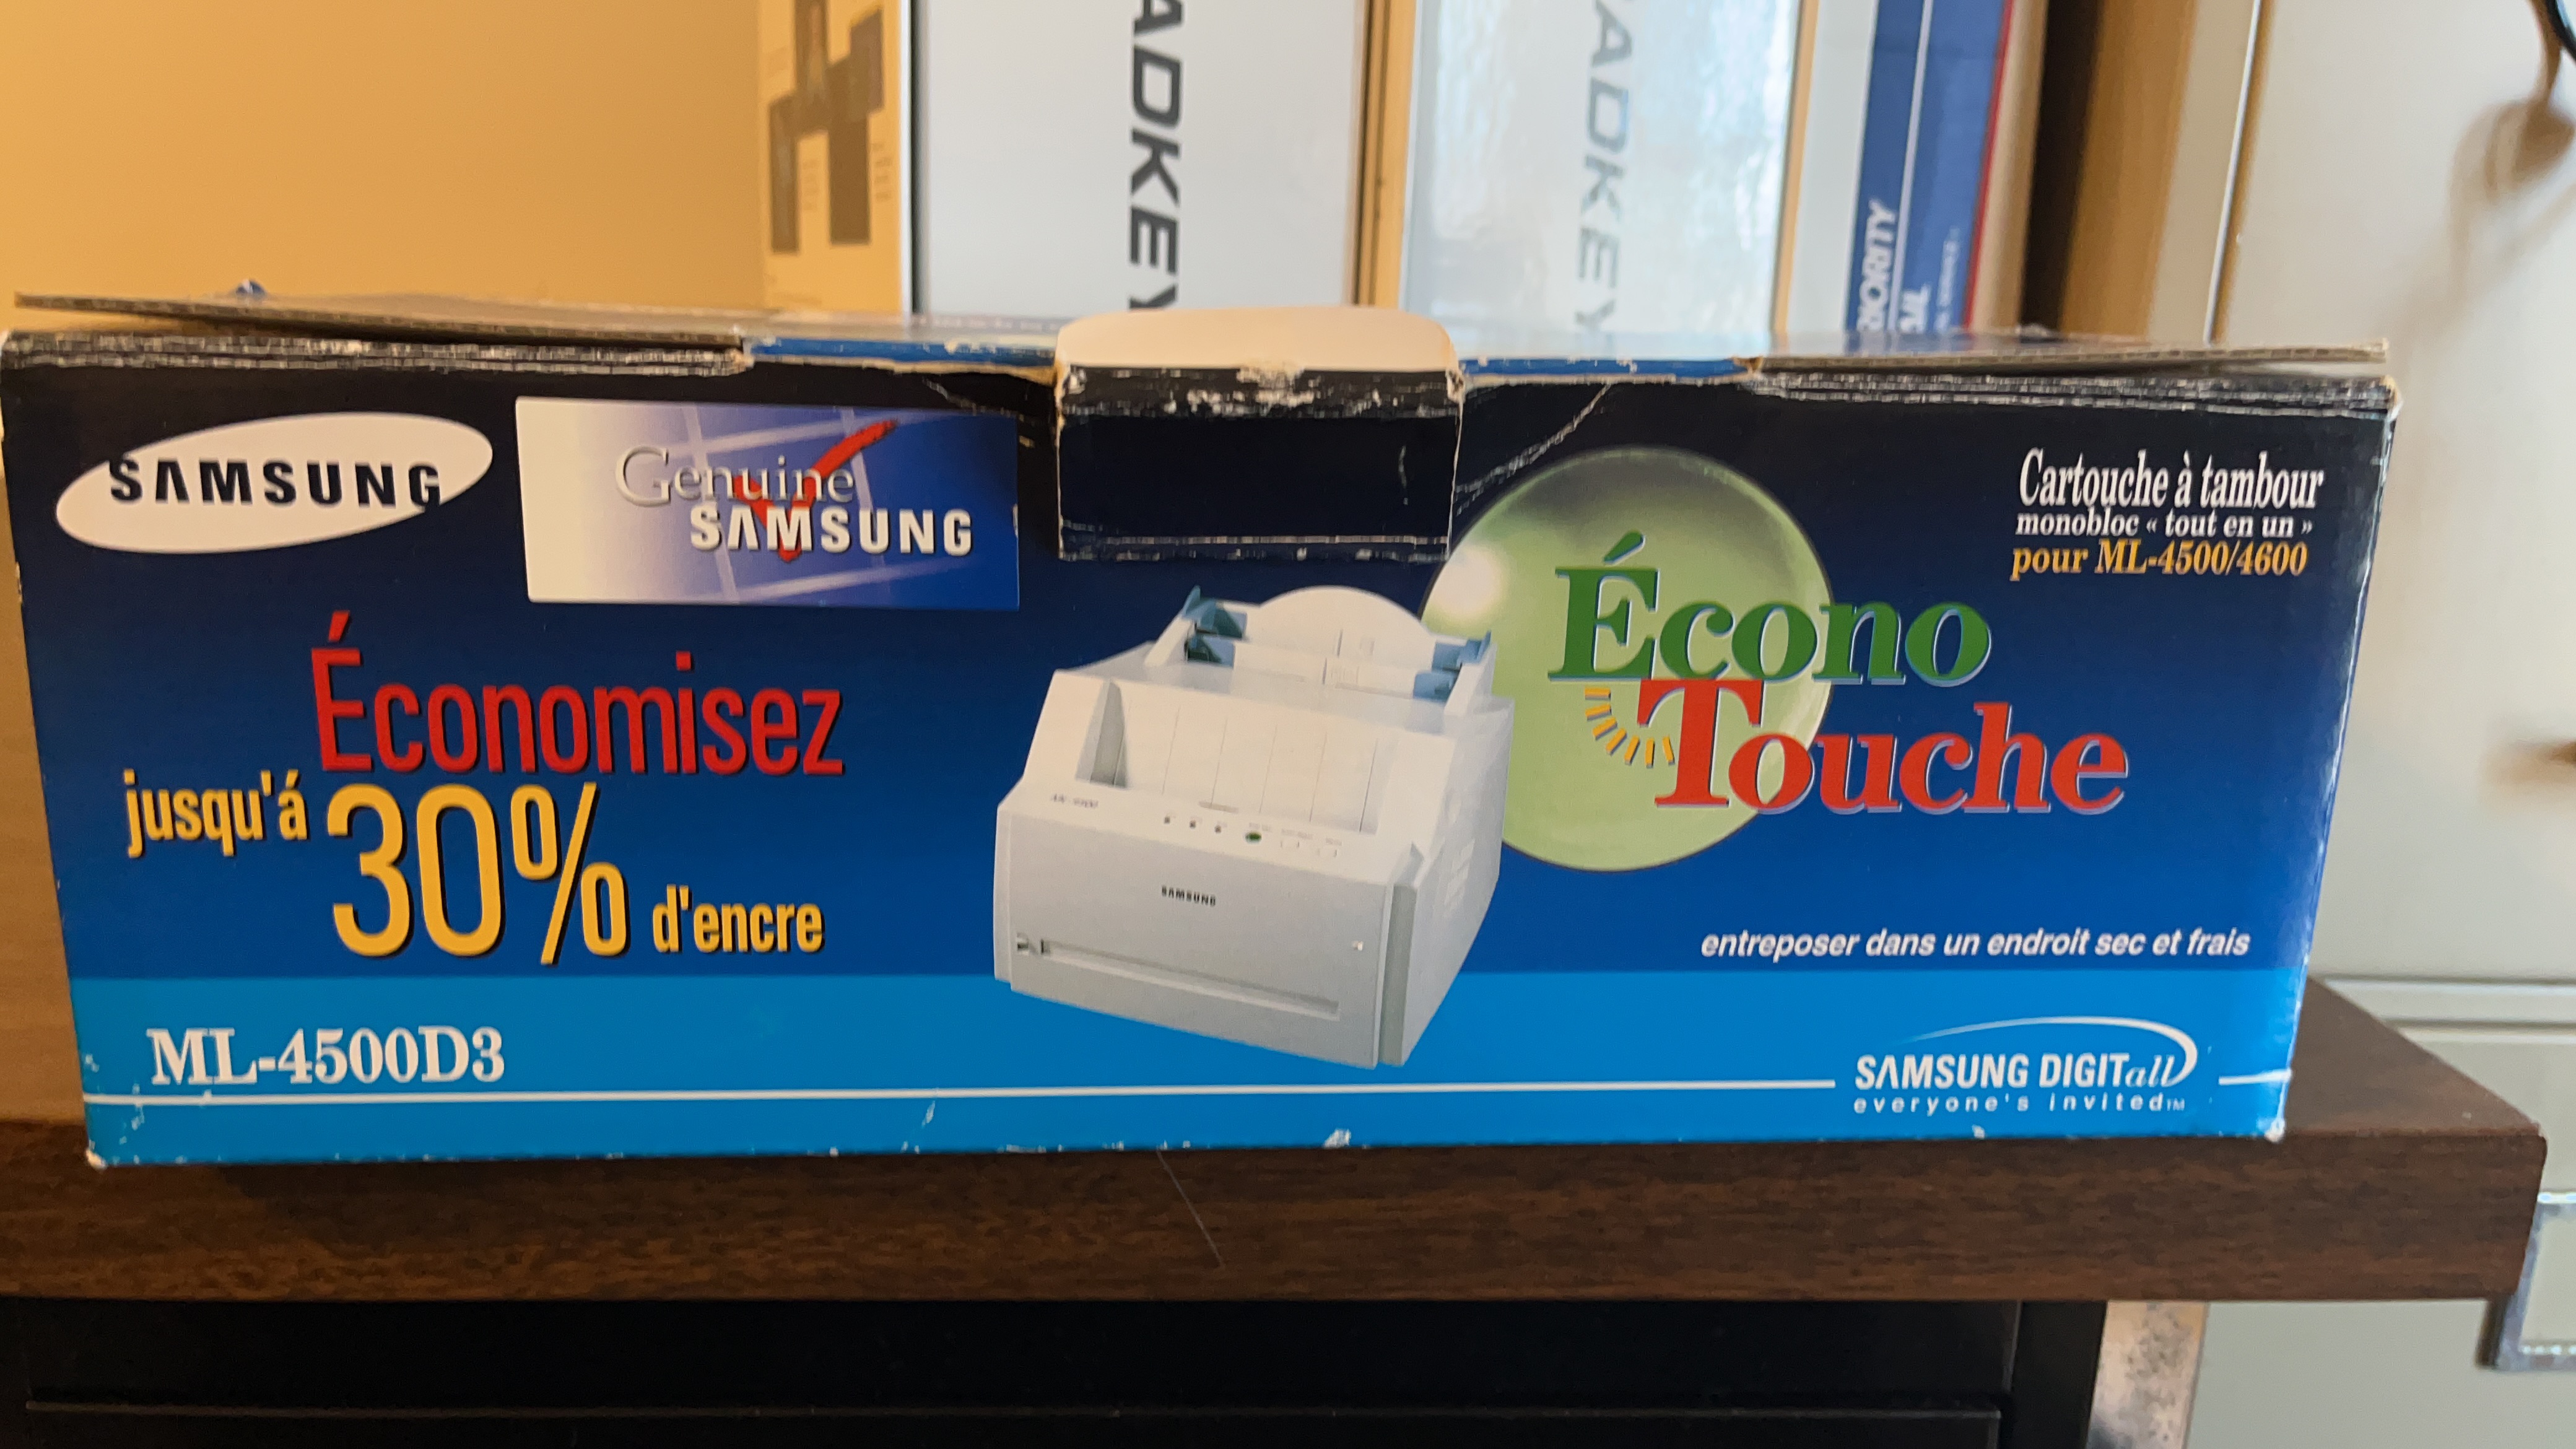 ADKEY
ADKEY
RIORITY
SAMSUNG
Genuine
SAMSUNG
Cartouche à tambour
monobloc « tout en un »
pour ML-4500/4600
Écono
Touche
Économisez
jusqu'á
30% d'encre
SAMSUNG
entreposer dans un endroit sec et frais
ML-4500D3
SAMSUNG DIGITall
everyone's invited™